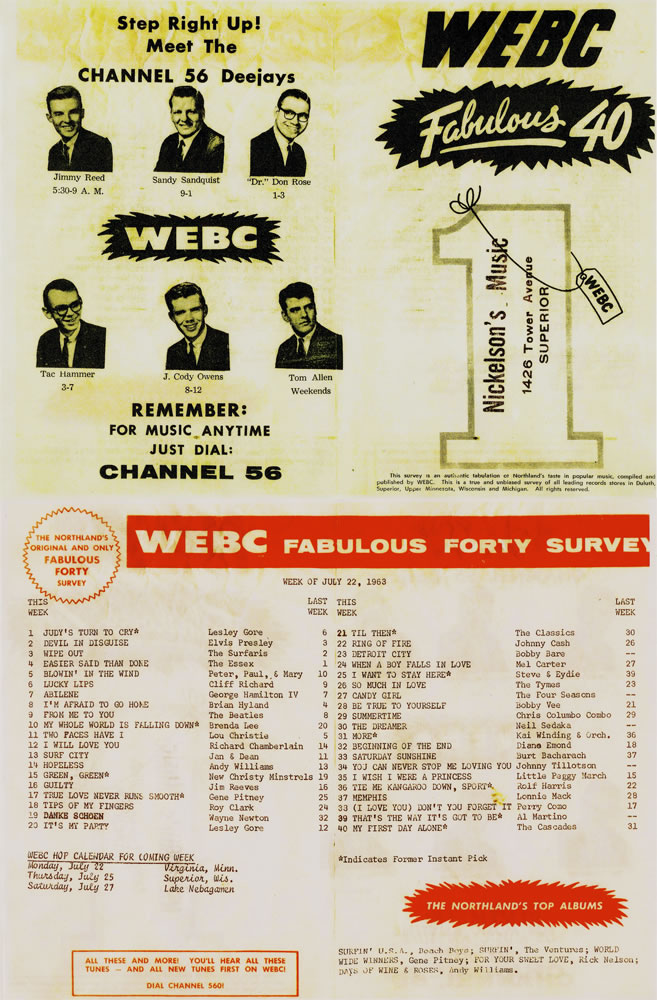 Step Right Up!
Meet The
CHANNEL 56 Deejays
Jimmy Reed
5:30-9 A. M.
Sandy Sandquist
9-1
"Dr." Don Rose
1-3
WEBC
Tac Hammer
3-7
J. Cody Owens
8-12
Tom Allen
Weekends
REMEMBER:
FOR MUSIC ANYTIME
JUST DIAL:
CHANNEL 56
WEBC
Fabulous 40
WEBC
Nickelson's Music
1426 Tower Avenue
SUPERIOR
This survey is an authentic tabulation of Northland's taste in popular music, compiled and
published by WEBC. This is a true and unbiased survey of all leading records stores in Duluth,
Superior, Upper Minnesota, Wisconsin and Michigan. All rights reserved.
THE NORTHLAND'S
ORIGINAL AND ONLY
FABULOUS
FORTY
SURVEY
WEBC FABULOUS FORTY SURVEY
WEEK OF JULY 22, 1963
THIS LAST
WEEK WEEK
1 JUDY'S TURN TO CRY* Lesley Gore 6
2 DEVIL IN DISGUISE Elvis Presley 3
3 WIPE OUT The Surfaris 2
4 EASIER SAID THAN DONE The Essex 1
5 BLOWIN' IN THE WIND Peter, Paul, & Mary 10
6 LUCKY LIPS Cliff Richard 9
7 ABILENE George Hamilton IV 7
8 I'M AFRAID TO GO HOME Brian Hyland 4
9 FROM ME TO YOU The Beatles 8
10 MY WHOLE WORLD IS FALLING DOWN* Brenda Lee 20
11 TWO FACES HAVE I Lou Christie 5
12 I WILL LOVE YOU Richard Chamberlain 14
13 SURF CITY Jan & Dean 11
14 HOPELESS Andy Williams 13
15 GREEN, GREEN* New Christy Minstrels 19
16 GUILTY Jim Reeves 16
17 TRUE LOVE NEVER RUNS SMOOTH* Gene Pitney 25
18 TIPS OF MY FINGERS Roy Clark 24
19 DANKE SCHOEN Wayne Newton 32
20 IT'S MY PARTY Lesley Gore 12
WEBC HOP CALENDAR FOR COMING WEEK
Monday, July 22 Virginia, Minn.
Thursday, July 25 Superior, Wis.
Saturday, July 27 Lake Nebagamen
ALL THESE AND MORE! YOU'LL HEAR ALL THESE
TUNES — AND ALL NEW TUNES FIRST ON WEBC!
DIAL CHANNEL 560!
THIS LAST
WEEK WEEK
21 TIL THEN* The Classics 30
22 RING OF FIRE Johnny Cash 26
23 DETROIT CITY Bobby Bare --
24 WHEN A BOY FALLS IN LOVE Mel Carter 27
25 I WANT TO STAY HERE* Steve & Eydie 39
26 SO MUCH IN LOVE The Tymes 23
27 CANDY GIRL The Four Seasons --
28 BE TRUE TO YOURSELF Bobby Vee 21
29 SUMMERTIME Chris Columbo Combo 29
30 THE DREAMER Neil Sedaka --
31 MORE* Kai Winding & Orch. 36
32 BEGINNING OF THE END Diane Emond 18
33 SATURDAY SUNSHINE Burt Bacharach 37
34 YOU CAN NEVER STOP ME LOVING YOU Johnny Tillotson --
35 I WISH I WERE A PRINCESS Little Peggy March 15
36 TIE ME KANGAROO DOWN, SPORT* Rolf Harris 22
37 MEMPHIS Lonnie Mack 28
38 (I LOVE YOU) DON'T YOU FORGET IT Perry Como 17
39 THAT'S THE WAY IT'S GOT TO BE* Al Martino --
40 MY FIRST DAY ALONE* The Cascades 31
*Indicates Former Instant Pick
THE NORTHLAND'S TOP ALBUMS
SURFIN' U.S.A., Beach Boys; SURFIN', The Ventures; WORLD
WIDE WINNERS, Gene Pitney; FOR YOUR SWEET LOVE, Rick Nelson;
DAYS OF WINE & ROSES, Andy Williams.